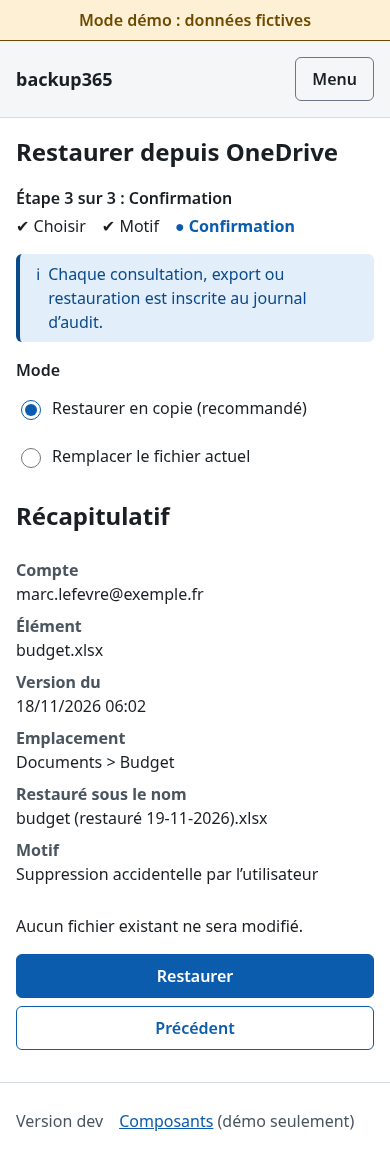 Mode démo : données fictives
backup365
Menu
Restaurer depuis OneDrive
Étape 3 sur 3 : Confirmation
✔ Choisir ✔ Motif ● Confirmation
i Chaque consultation, export ou
restauration est inscrite au journal
d’audit.
Mode
Restaurer en copie (recommandé)
Remplacer le fichier actuel
Récapitulatif
Compte
marc.lefevre@exemple.fr
Élément
budget.xlsx
Version du
18/11/2026 06:02
Emplacement
Documents > Budget
Restauré sous le nom
budget (restauré 19-11-2026).xlsx
Motif
Suppression accidentelle par l’utilisateur
Aucun fichier existant ne sera modifié.
Restaurer
Précédent
Version dev Composants (démo seulement)